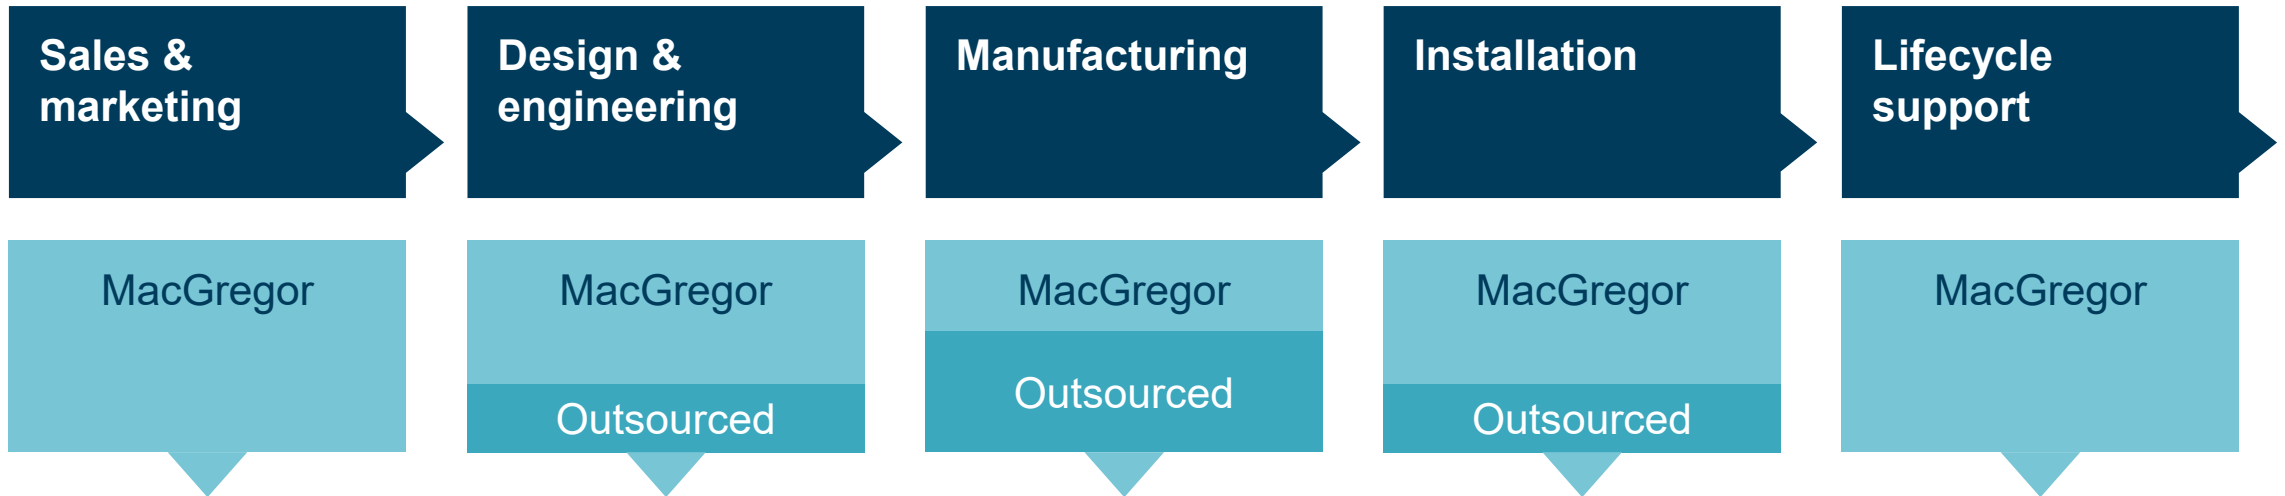 Sales &
marketing
Design &
engineering
Manufacturing
Installation
Lifecycle
support
MacGregor
MacGregor
Outsourced
MacGregor
Outsourced
MacGregor
Outsourced
MacGregor